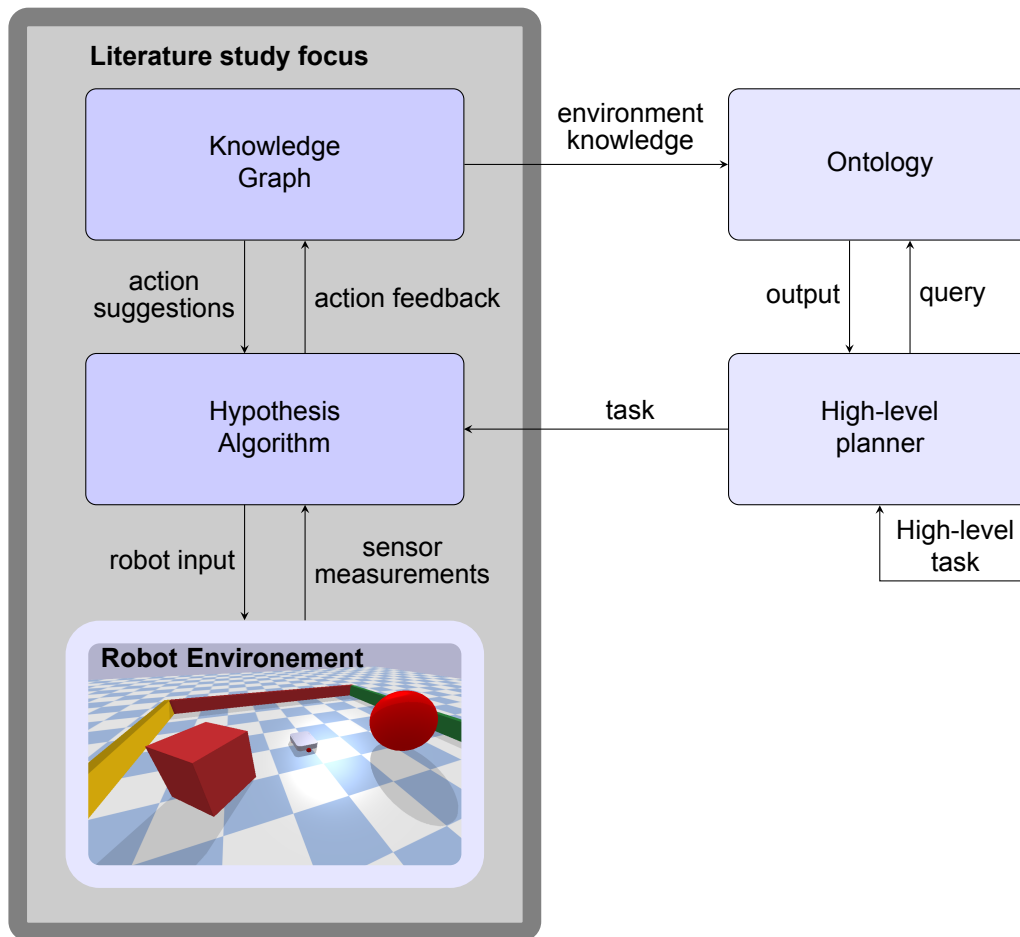 Literature study focus
Knowledge
Graph
environment
knowledge
Ontology
action
suggestions
action feedback
output
query
Hypothesis
Algorithm
task
High-level
planner
robot input
sensor
measurements
High-level
task
Robot Environement